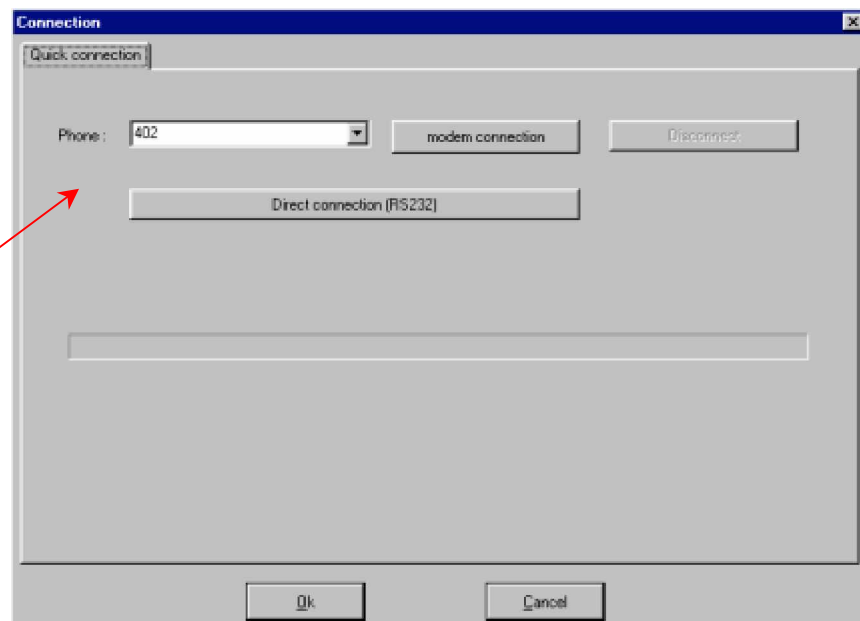 Connection
Quick connection
Phone : 402 modem connection Disconnect
Direct connection (RS232)
Ok Cancel